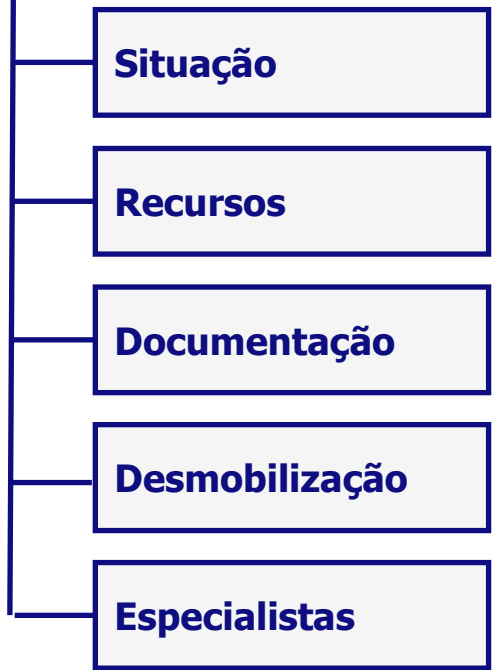 Situação
Recursos
Documentação
Desmobilização
Especialistas